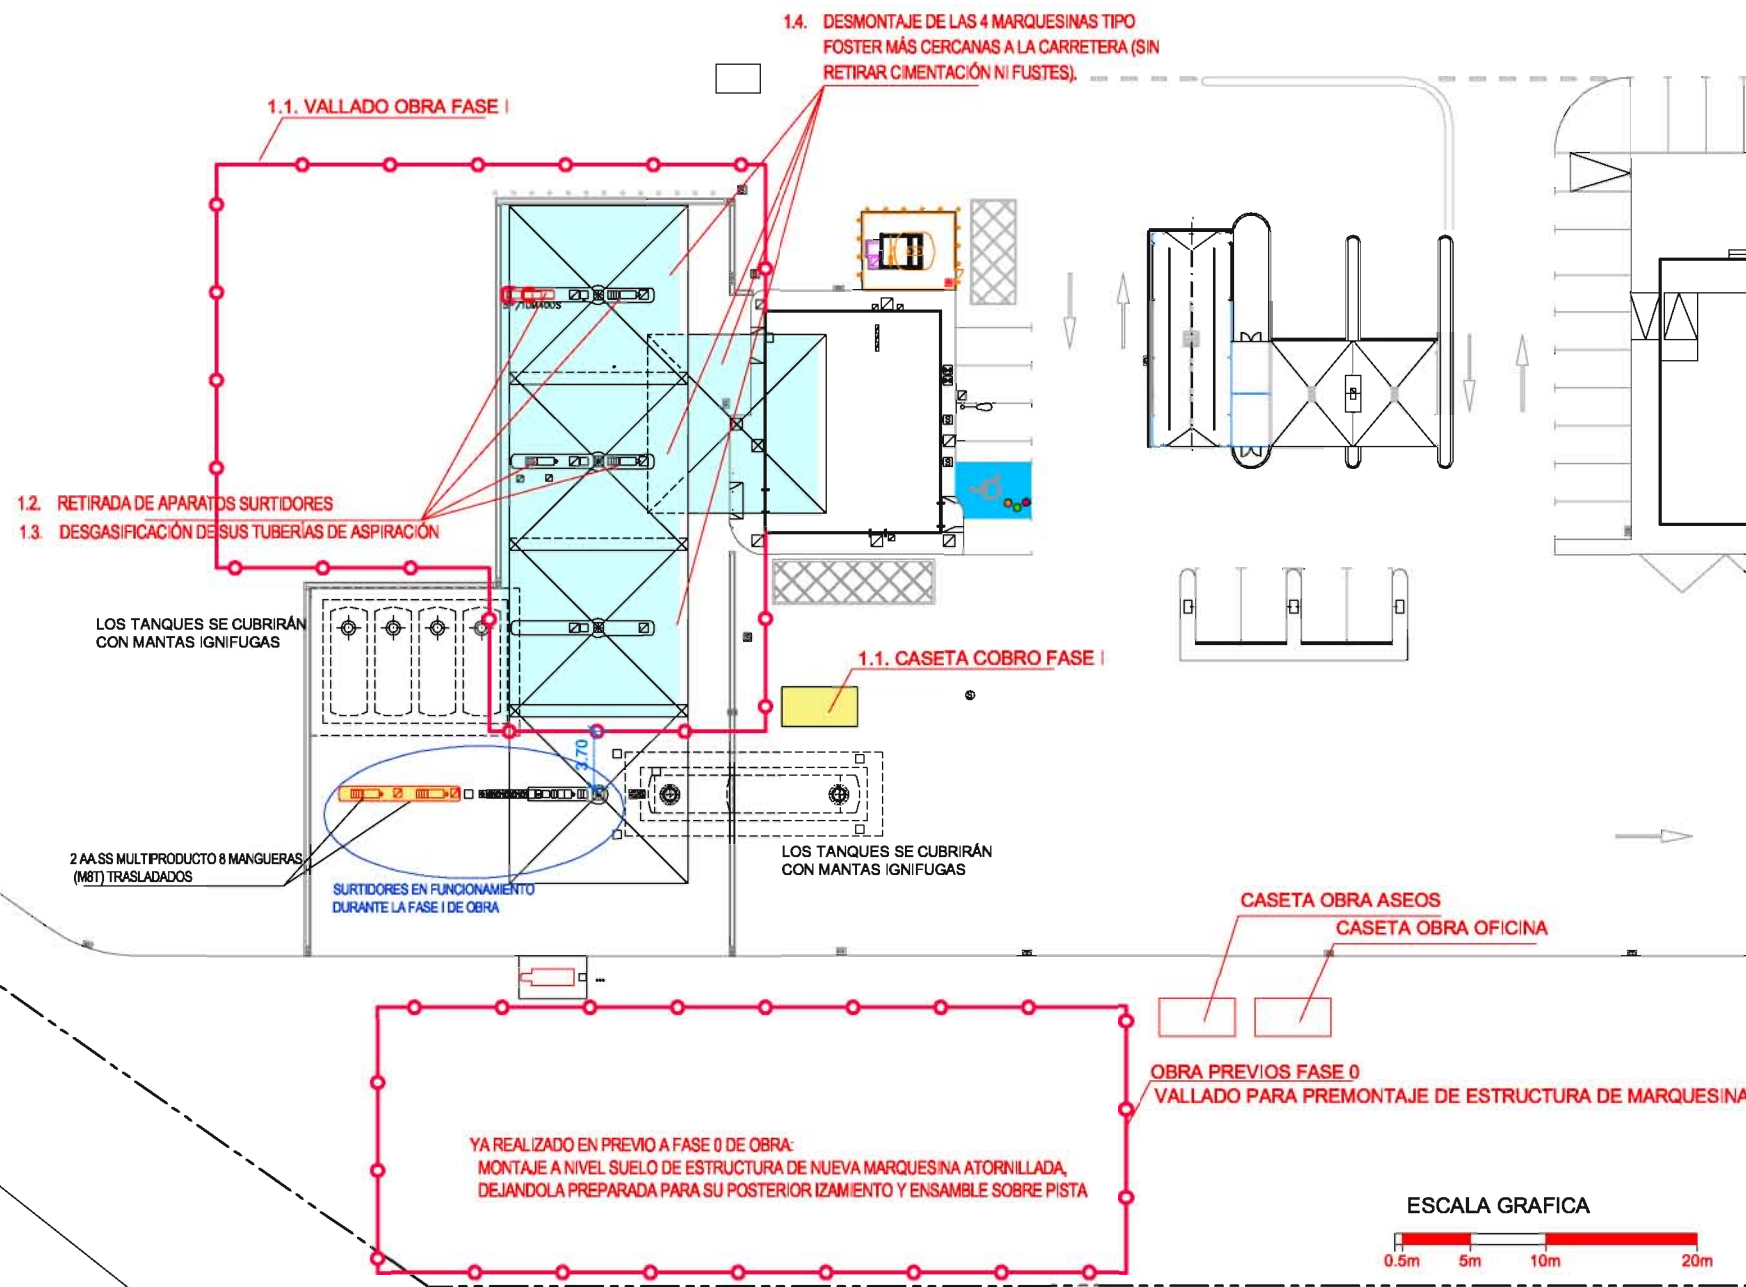 1.4. DESMONTAJE DE LAS 4 MARQUESINAS TIPO
FOSTER MÁS CERCANAS A LA CARRETERA (SIN
RETIRAR CIMENTACIÓN NI FUSTES).
1.1. VALLADO OBRA FASE I
1.2. RETIRADA DE APARATOS SURTIDORES
1.3. DESGASIFICACIÓN DE SUS TUBERÍAS DE ASPIRACIÓN
LOS TANQUES SE CUBRIRÁN
CON MANTAS IGNIFUGAS
1.1. CASETA COBRO FASE I
3.70
2 AA.SS MULTIPRODUCTO 8 MANGUERAS
(M8T) TRASLADADOS
SURTIDORES EN FUNCIONAMIENTO
DURANTE LA FASE I DE OBRA
LOS TANQUES SE CUBRIRÁN
CON MANTAS IGNIFUGAS
CASETA OBRA ASEOS
CASETA OBRA OFICINA
OBRA PREVIOS FASE 0
VALLADO PARA PREMONTAJE DE ESTRUCTURA DE MARQUESINA
YA REALIZADO EN PREVIO A FASE 0 DE OBRA:
MONTAJE A NIVEL SUELO DE ESTRUCTURA DE NUEVA MARQUESINA ATORNILLADA,
DEJANDOLA PREPARADA PARA SU POSTERIOR IZAMIENTO Y ENSAMBLE SOBRE PISTA
ESCALA GRAFICA
0.5m 5m 10m 20m